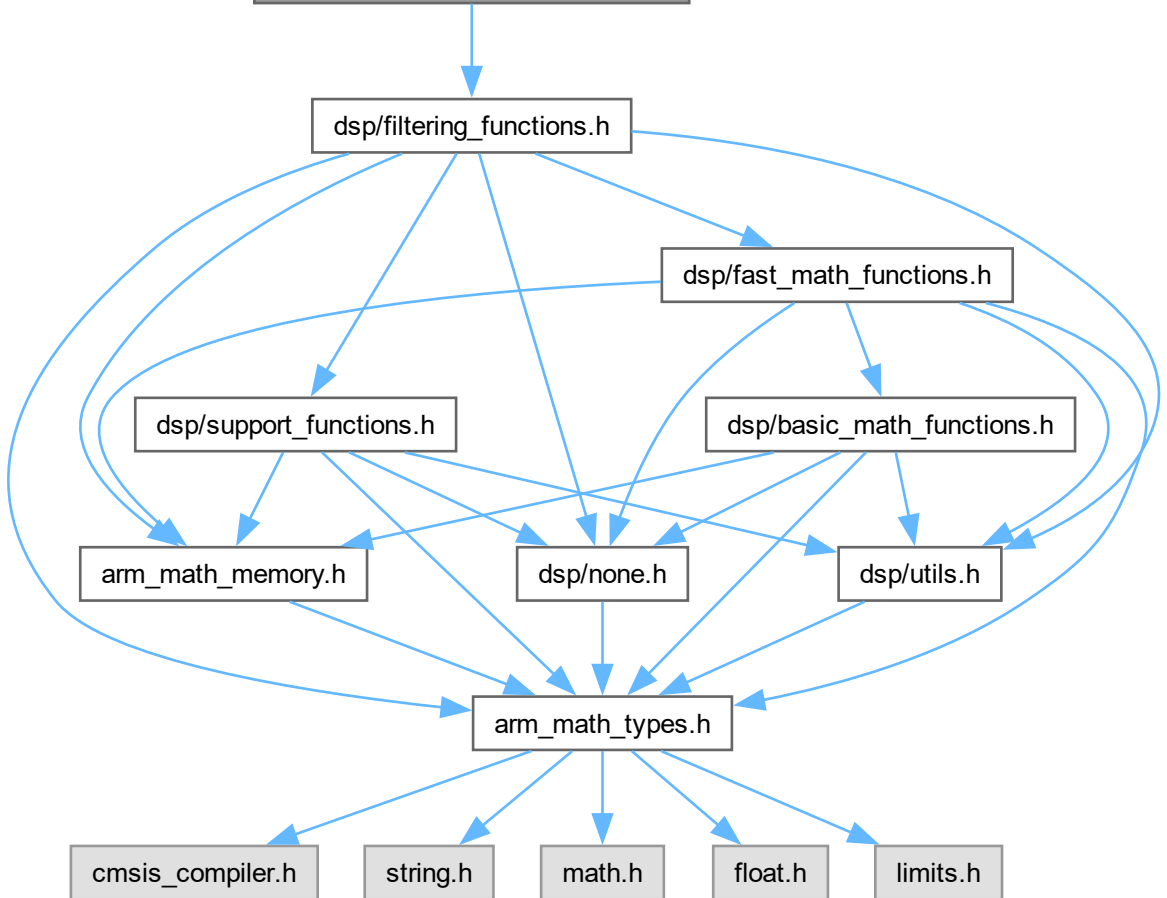 dsp/filtering_functions.h
dsp/fast_math_functions.h
dsp/support_functions.h
dsp/basic_math_functions.h
arm_math_memory.h
dsp/none.h
dsp/utils.h
arm_math_types.h
cmsis_compiler.h
string.h
math.h
float.h
limits.h